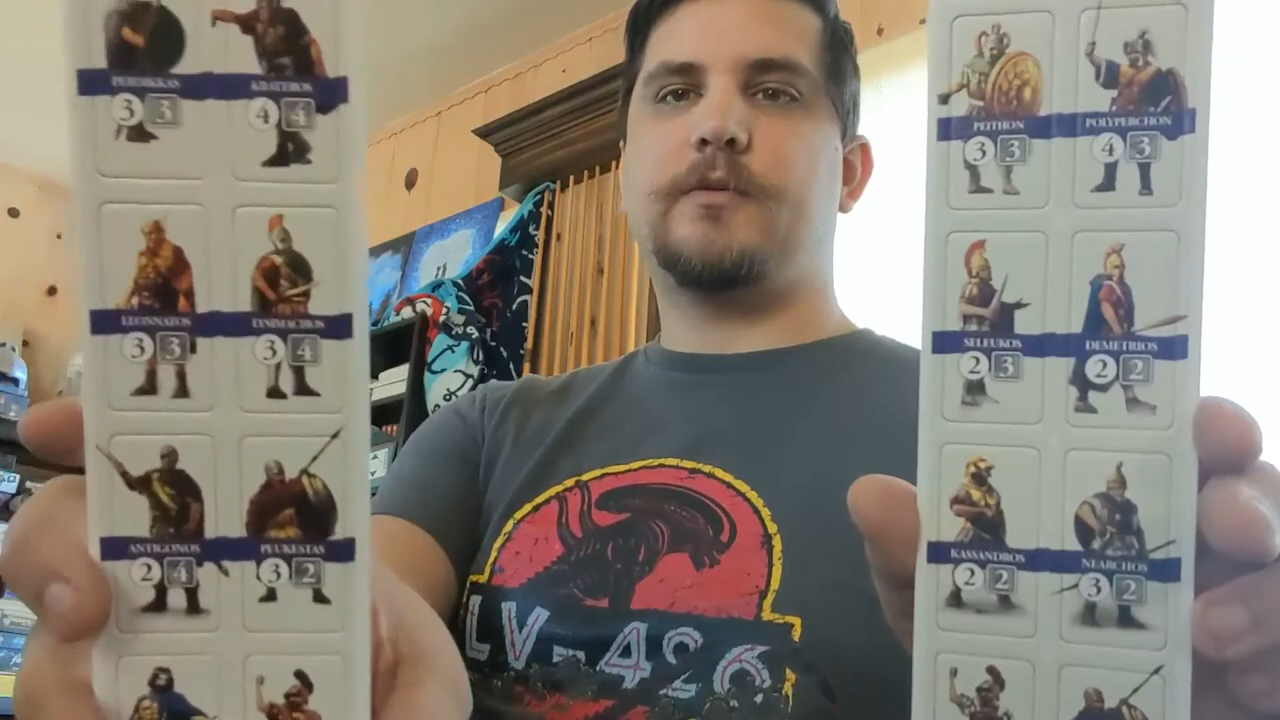 PERDIKKAS KRATEROS
3 3 4 4
LEONNATOS LYSIMACHOS
3 3 3 4
ANTIGONOS PEUKESTAS
2 4 3 2
LV-426
PEITHON POLYPERCHON
3 3 4 3
SELEUKOS DEMETRIOS
2 3 2 2
KASSANDROS NEARCHOS
2 2 3 2